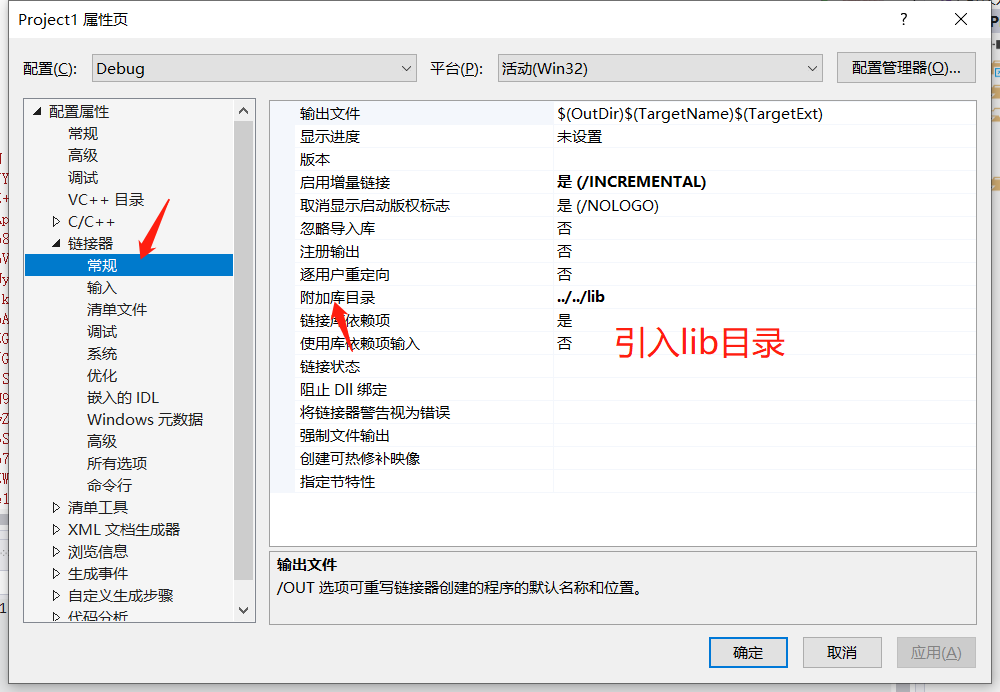 Project1 属性页
?
配置(C): Debug 平台(P): 活动(Win32) 配置管理器(O)...
配置属性
常规
高级
调试
VC++ 目录
C/C++
链接器
常规
输入
清单文件
调试
系统
优化
嵌入的 IDL
Windows 元数据
高级
所有选项
命令行
清单工具
XML 文档生成器
浏览信息
生成事件
自定义生成步骤
代码分析
输出文件 $(OutDir)$(TargetName)$(TargetExt)
显示进度 未设置
版本
启用增量链接 是 (/INCREMENTAL)
取消显示启动版权标志 是 (/NOLOGO)
忽略导入库 否
注册输出 否
逐用户重定向 否
附加库目录 ../../lib
链接库依赖项 是
使用库依赖项输入 否
链接状态
阻止 Dll 绑定
将链接器警告视为错误
强制文件输出
创建可热修补映像
指定节特性
引入lib目录
输出文件
/OUT 选项可重写链接器创建的程序的默认名称和位置。
确定 取消 应用(A)